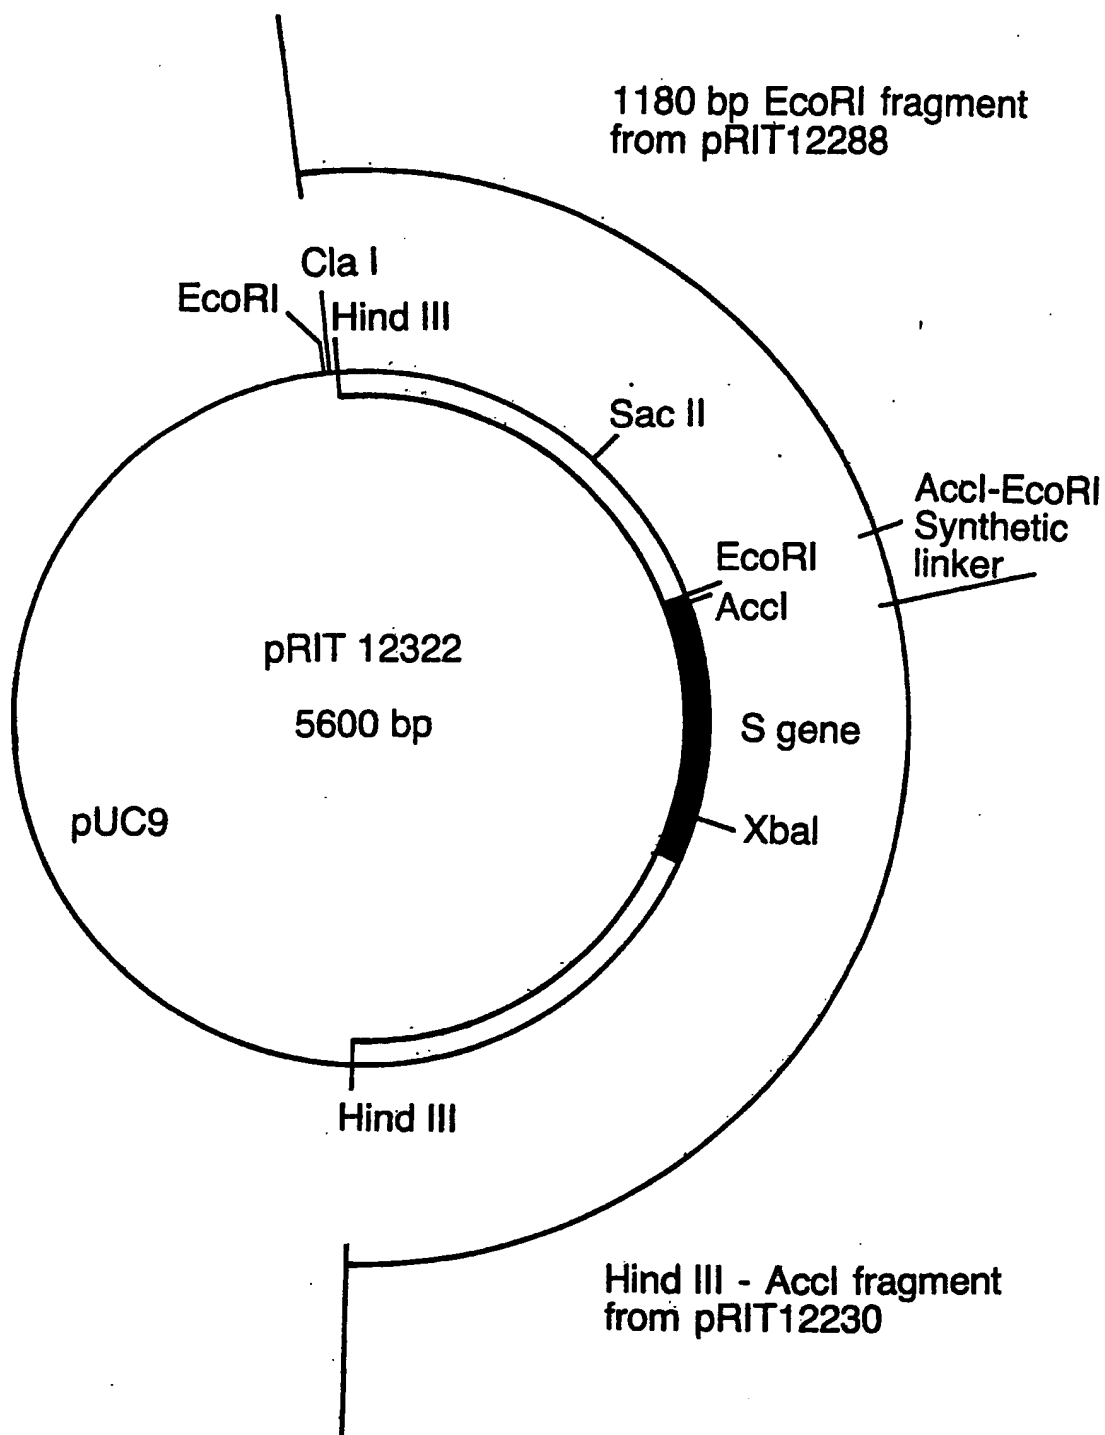 1180 bp EcoRI fragment
from pRIT12288
Cla I
EcoRI
Hind III
Sac II
AccI-EcoRI
Synthetic
linker
EcoRI
AccI
pRIT 12322
5600 bp
S gene
pUC9
XbaI
Hind III
Hind III - AccI fragment
from pRIT12230